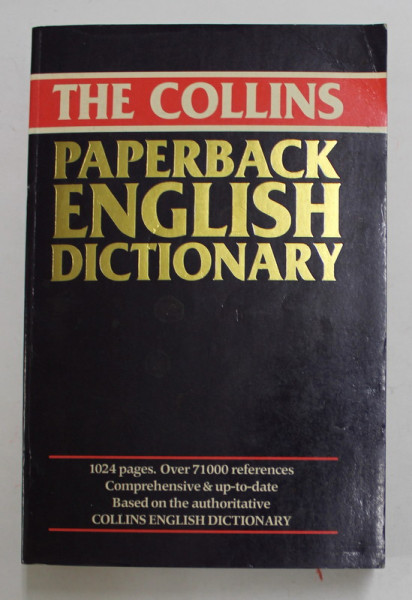 THE COLLINS
PAPERBACK
ENGLISH
DICTIONARY
1024 pages. Over 71000 references
Comprehensive & up-to-date
Based on the authoritative
COLLINS ENGLISH DICTIONARY